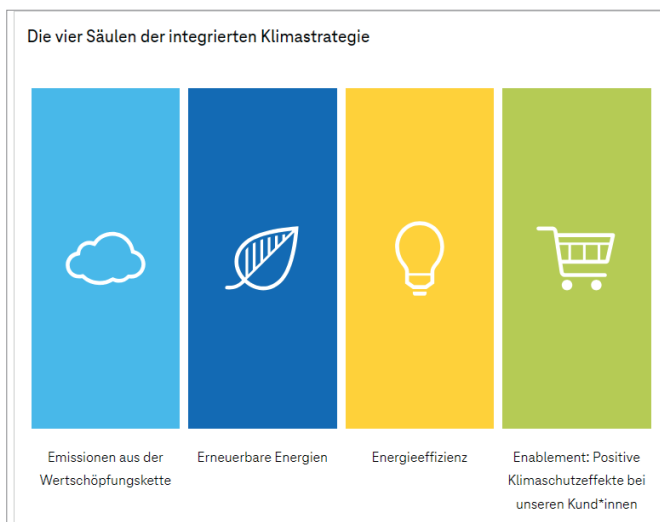 Die vier Säulen der integrierten Klimastrategie
Emissionen aus der
Wertschöpfungskette
Erneuerbare Energien
Energieeffizienz
Enablement: Positive
Klimaschutzeffekte bei
unseren Kund*innen